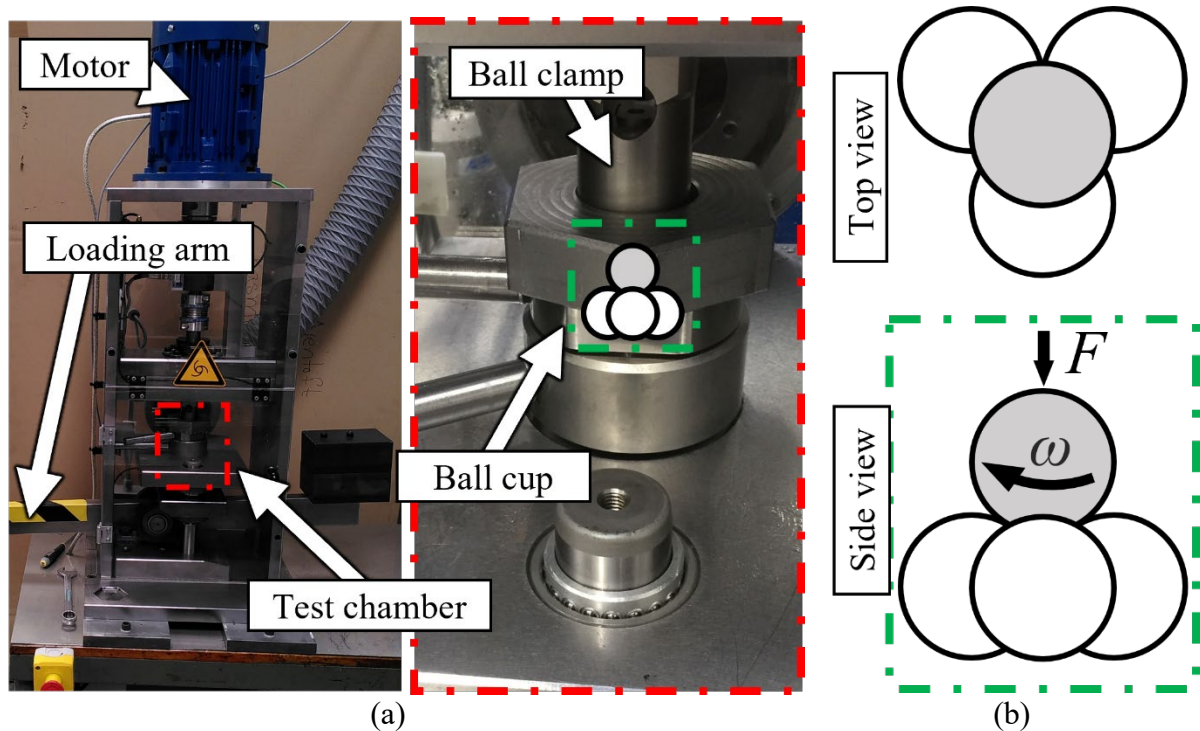 Motor
Loading arm
Test chamber
Ball clamp
Ball cup
Top view
F
ω
Side view
(a)
(b)